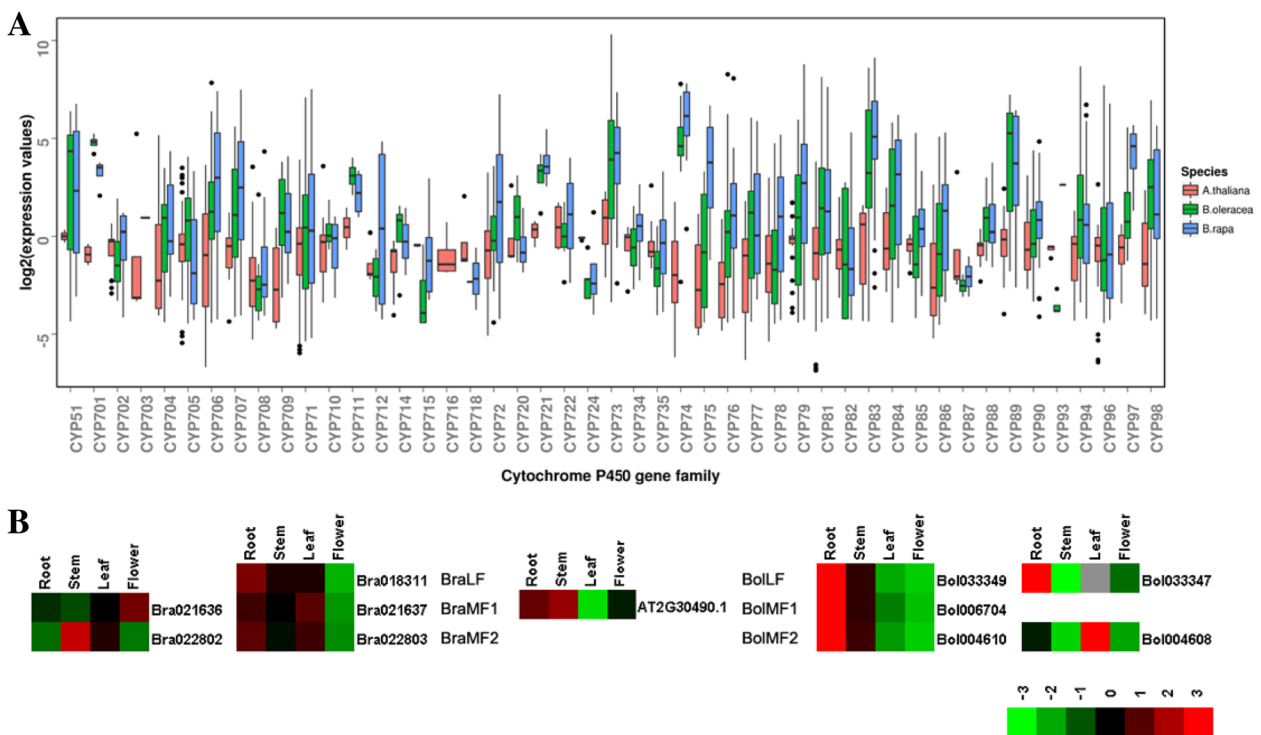 A
log2(expression values)
10
5
0
-5
CYP51
CYP701
CYP702
CYP703
CYP704
CYP705
CYP706
CYP707
CYP708
CYP709
CYP71
CYP710
CYP711
CYP712
CYP714
CYP715
CYP716
CYP718
CYP72
CYP720
CYP721
CYP722
CYP724
CYP73
CYP734
CYP735
CYP74
CYP75
CYP76
CYP77
CYP78
CYP79
CYP81
CYP82
CYP83
CYP84
CYP85
CYP86
CYP87
CYP88
CYP89
CYP90
CYP93
CYP94
CYP96
CYP97
CYP98
Cytochrome P450 gene family
Species
A.thaliana
B.oleracea
B.rapa
B
Root Stem Leaf Flower
Bra021636
Bra022802
Root Stem Leaf Flower
Bra018311 BraLF
Bra021637 BraMF1
Bra022803 BraMF2
Root Stem Leaf Flower
AT2G30490.1
Root Stem Leaf Flower
BolLF Bol033349
BolMF1 Bol006704
BolMF2 Bol004610
Root Stem Leaf Flower
Bol033347
Bol004608
-3 -2 -1 0 1 2 3